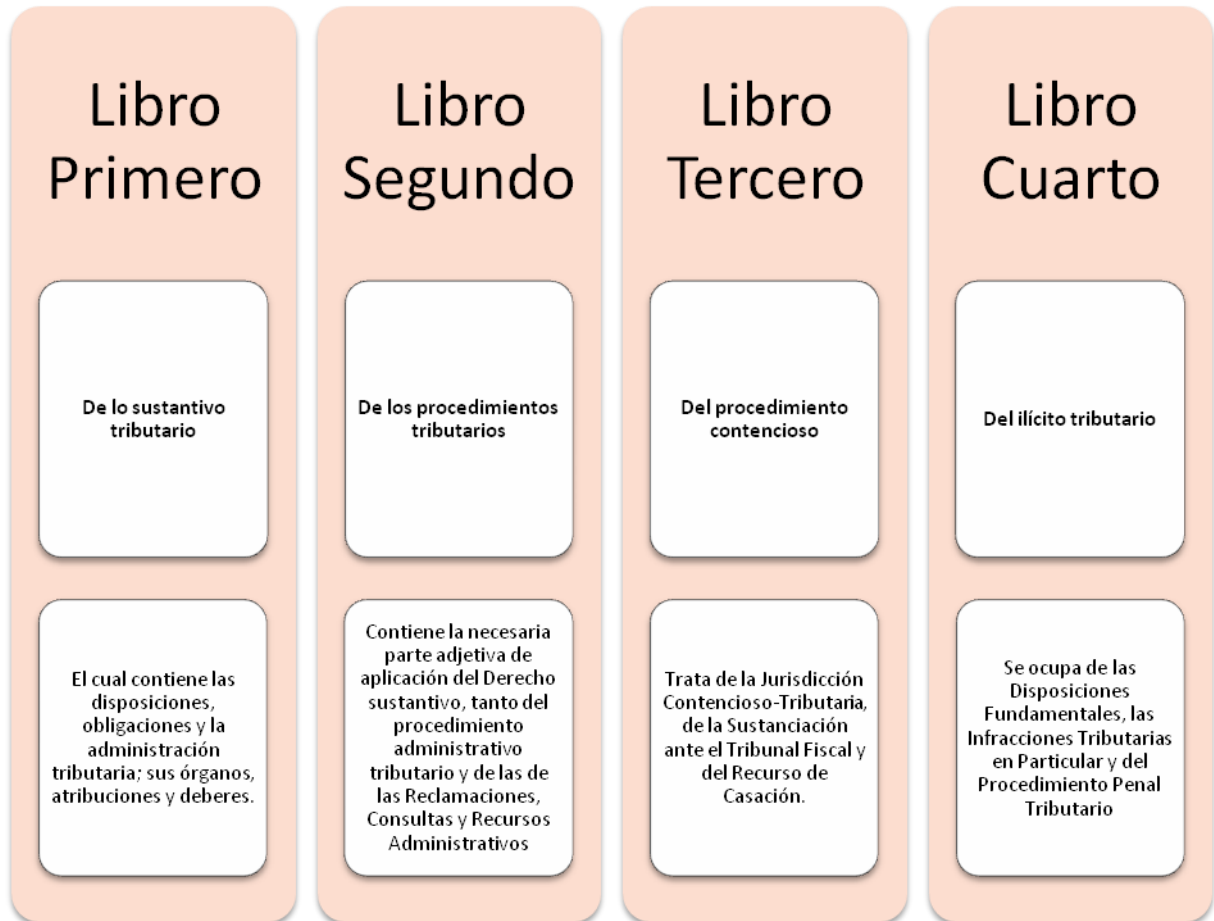 Libro
Primero
De lo sustantivo
tributario
El cual contiene las
disposiciones,
obligaciones y la
administración
tributaria; sus órganos,
atribuciones y deberes.
Libro
Segundo
De los procedimientos
tributarios
Contiene la necesaria
parte adjetiva de
aplicación del Derecho
sustantivo, tanto del
procedimiento
administrativo
tributario y de las de
las Reclamaciones,
Consultas y Recursos
Administrativos
Libro
Tercero
Del procedimiento
contencioso
Trata de la Jurisdicción
Contencioso-Tributaria,
de la Sustanciación
ante el Tribunal Fiscal y
del Recurso de
Casación.
Libro
Cuarto
Del ilícito tributario
Se ocupa de las
Disposiciones
Fundamentales, las
Infracciones Tributarias
en Particular y del
Procedimiento Penal
Tributario